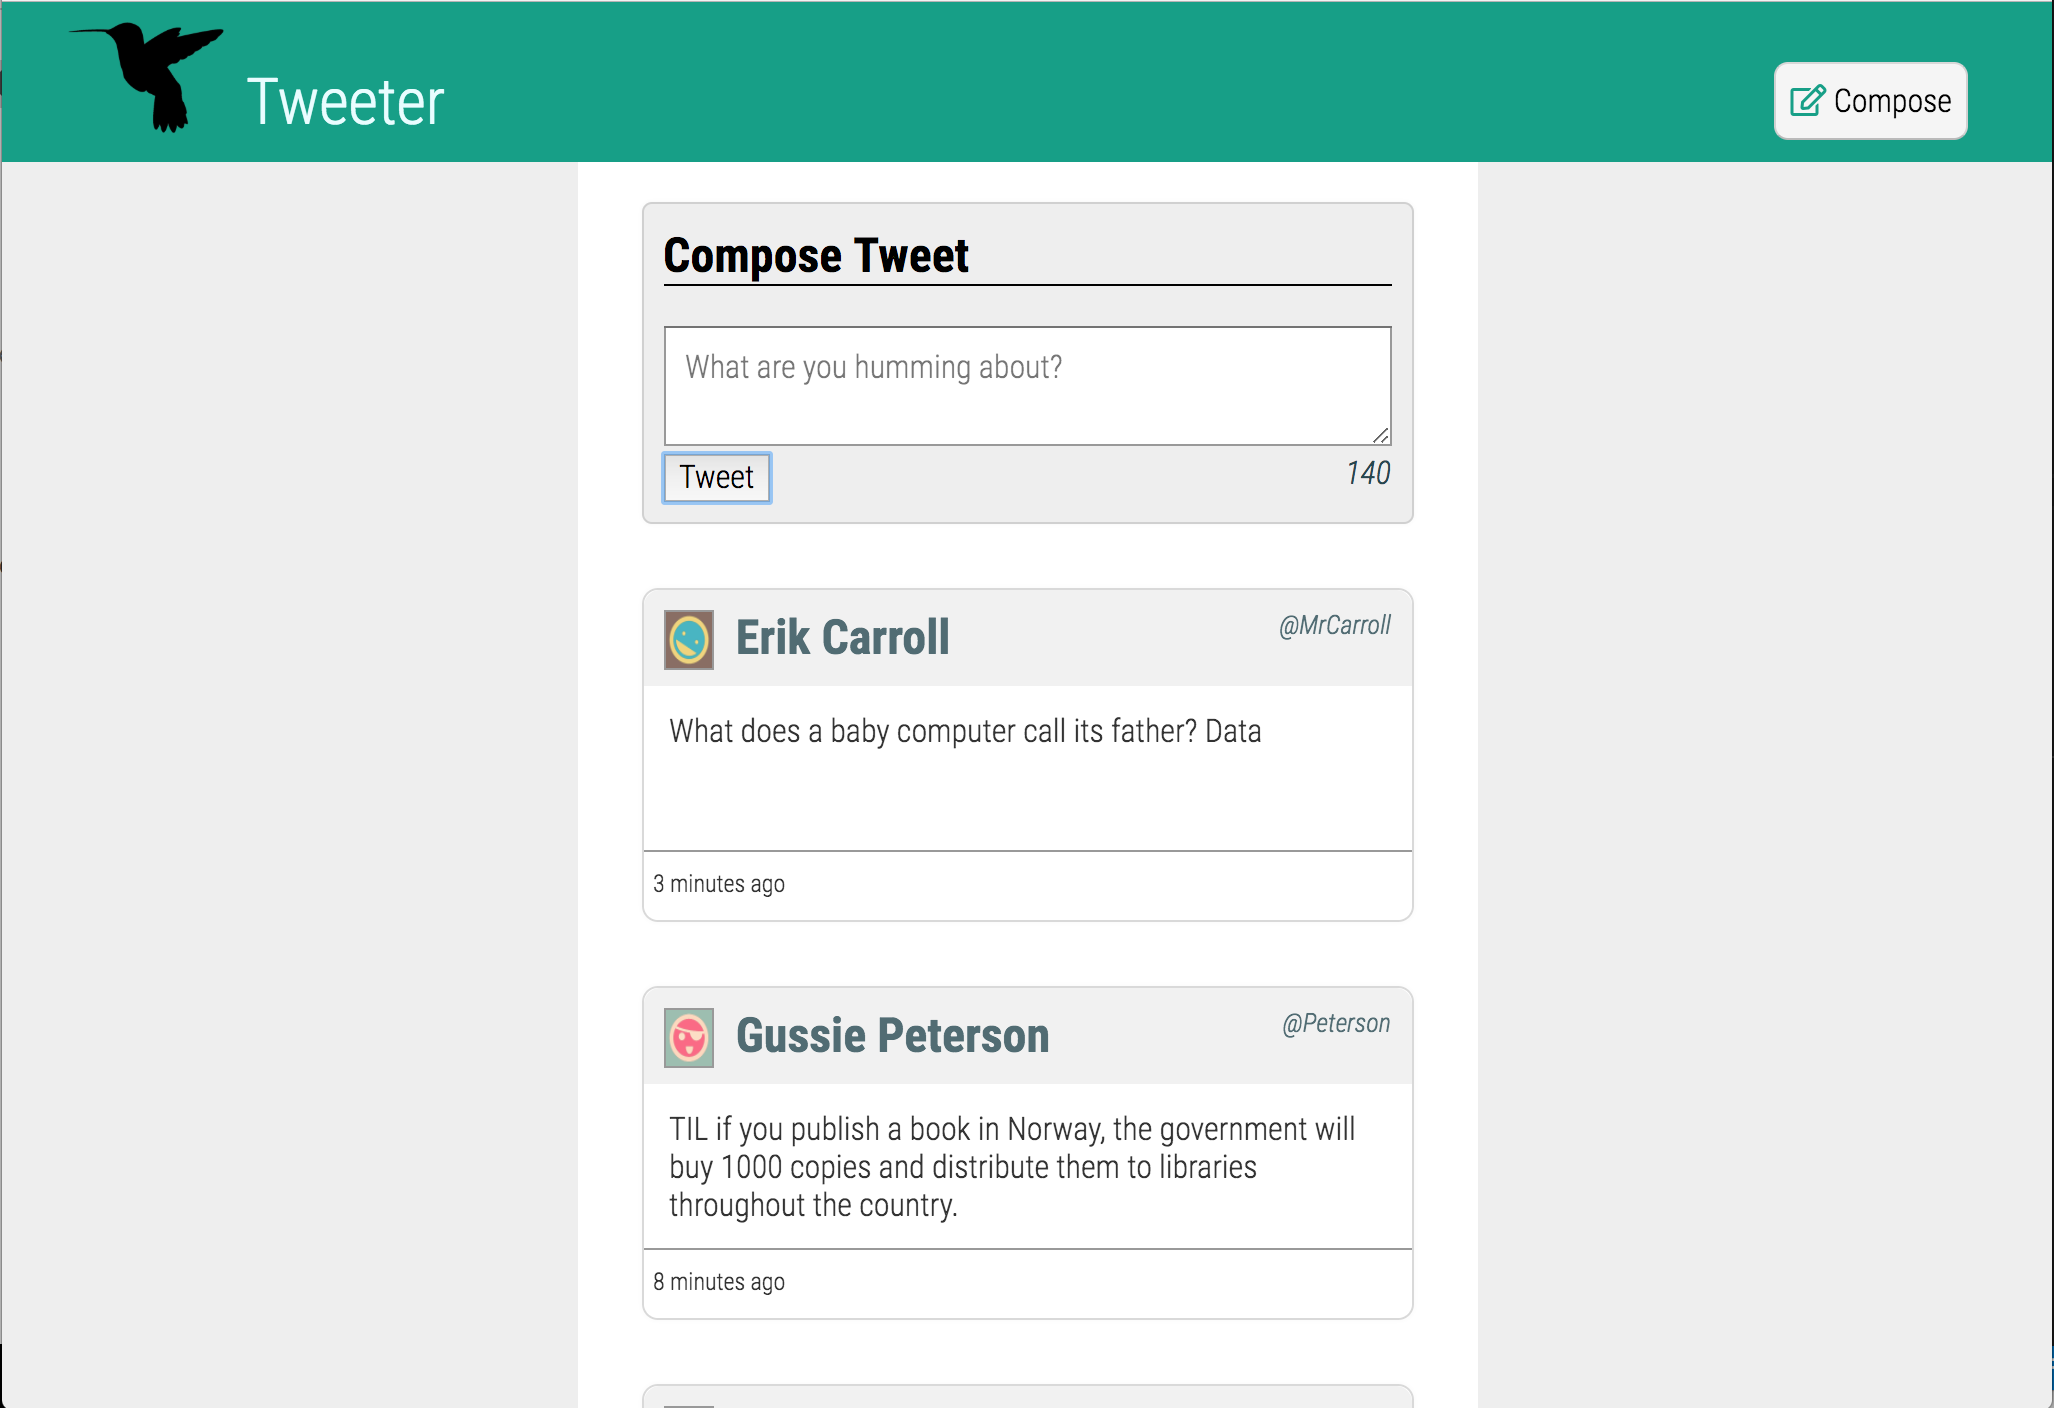 Tweeter
Compose
Compose Tweet
What are you humming about?
Tweet
140
Erik Carroll
@MrCarroll
What does a baby computer call its father? Data
3 minutes ago
Gussie Peterson
@Peterson
TIL if you publish a book in Norway, the government will
buy 1000 copies and distribute them to libraries
throughout the country.
8 minutes ago